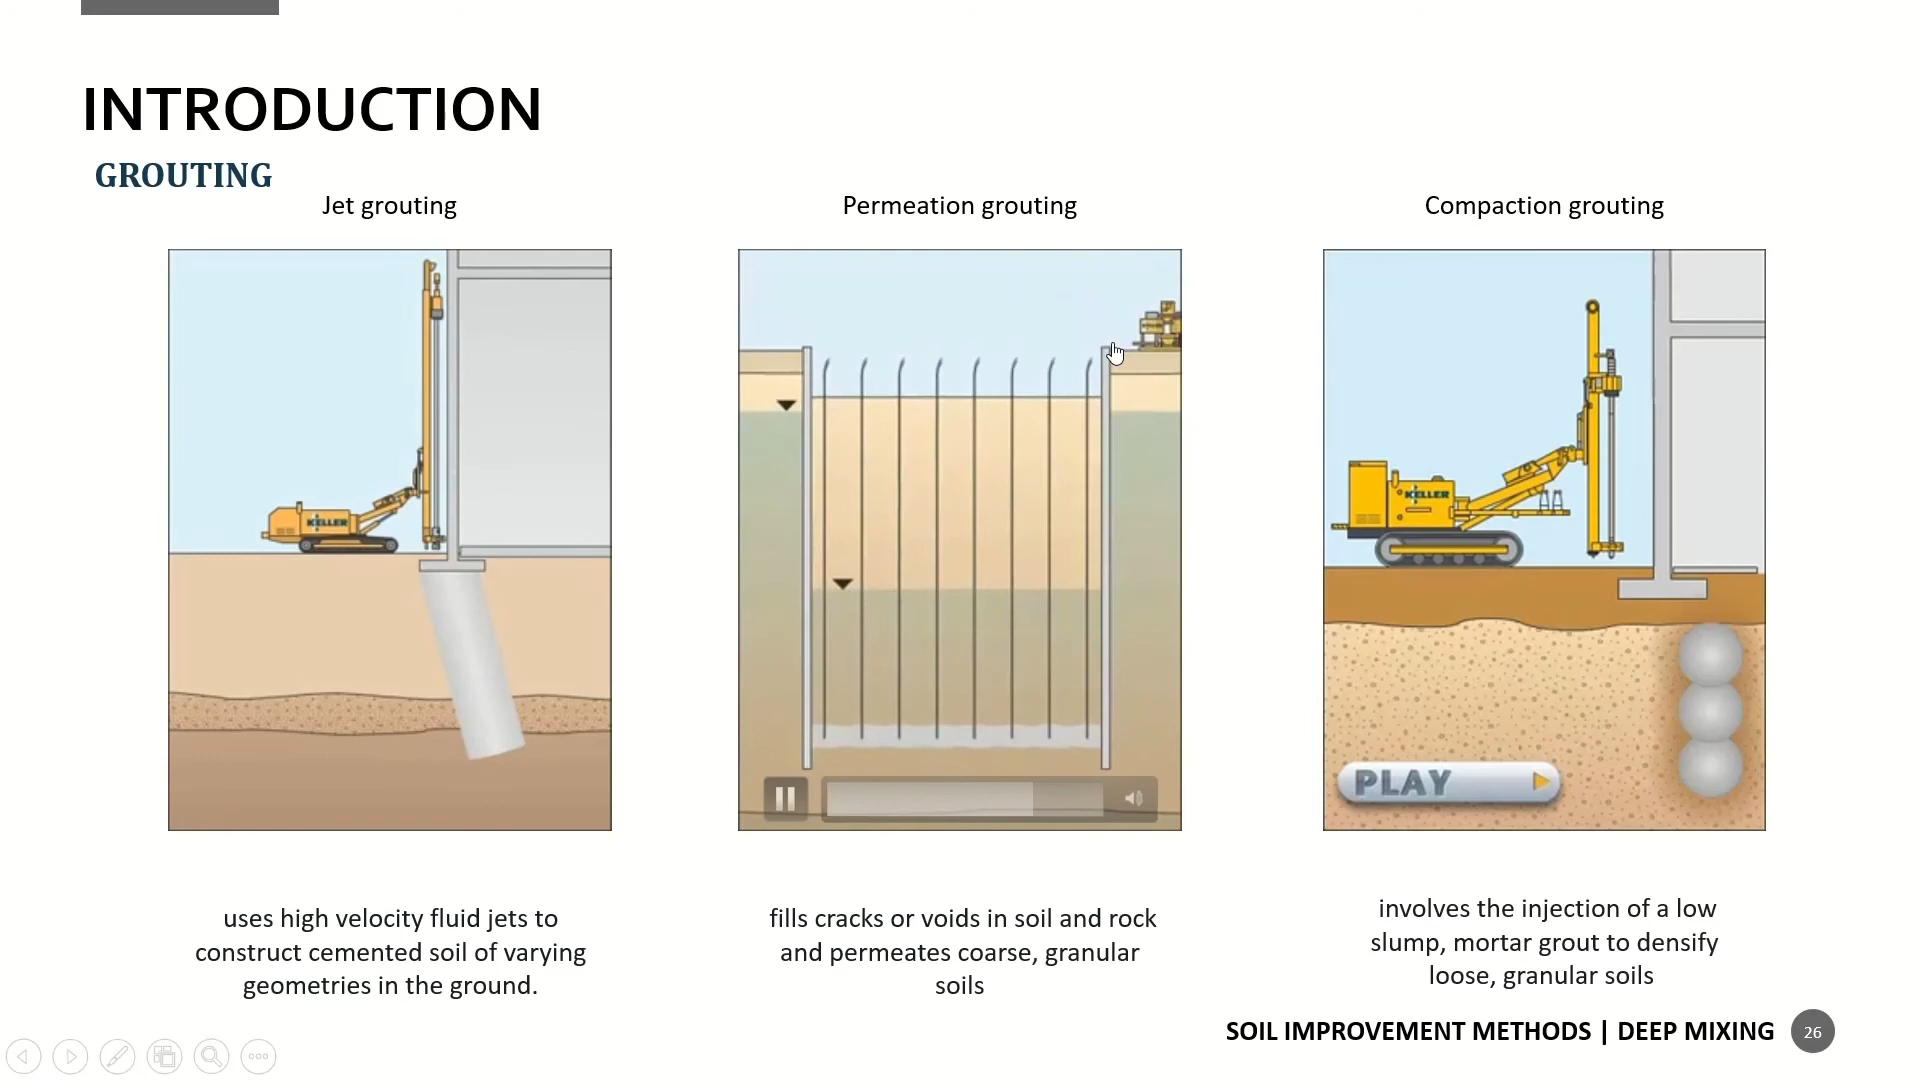 INTRODUCTION
GROUTING
Jet grouting
Permeation grouting
Compaction grouting
KELLER
KELLER
PLAY
uses high velocity fluid jets to
construct cemented soil of varying
geometries in the ground.
fills cracks or voids in soil and rock
and permeates coarse, granular
soils
involves the injection of a low
slump, mortar grout to densify
loose, granular soils
SOIL IMPROVEMENT METHODS | DEEP MIXING
26